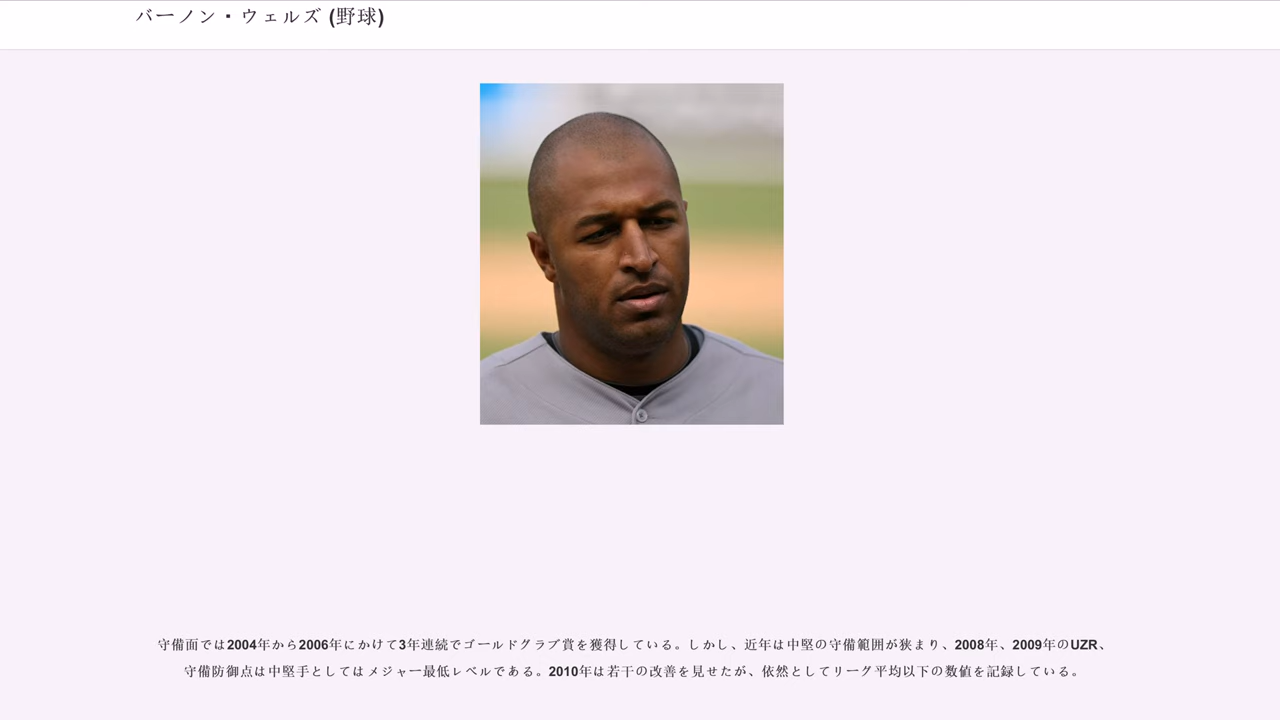 バーノン・ウェルズ (野球)
守備面では2004年から2006年にかけて3年連続でゴールドグラブ賞を獲得している。しかし、近年は中堅の守備範囲が狭まり、2008年、2009年のUZR、
守備防御点は中堅手としてはメジャー最低レベルである。2010年は若干の改善を見せたが、依然としてリーグ平均以下の数値を記録している。